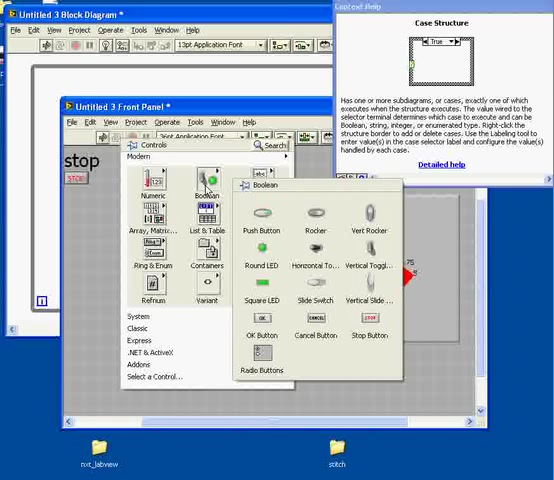 Untitled 3 Block Diagram *
File Edit View Project Operate Tools Window Help
13pt Application Font
Context Help
Case Structure
True
Has one or more subdiagrams, or cases, exactly one of which
executes when the structure executes. The value wired to the
selector terminal determines which case to execute and can be
Boolean, string, integer, or enumerated type. Right-click the
structure border to add or delete cases. Use the Labeling tool to
enter value(s) in the case selector label and configure the value(s)
handled by each case.
Detailed help
Untitled 3 Front Panel *
File Edit View Project Operate Tools Window
36pt Application Font
stop
STOP
Controls
Search
Modern
Numeric
Boolean
Array, Matrix...
List & Table
Ring & Enum
Containers
Refnum
Variant
System
Classic
Express
.NET & ActiveX
Addons
Select a Control...
Boolean
Push Button
Rocker
Vert Rocker
Round LED
Horizontal To...
Vertical Toggl...
Square LED
Slide Switch
Vertical Slide ...
OK
CANCEL
STOP
OK Button
Cancel Button
Stop Button
Radio Buttons
75
i
nxt_labview
stitch